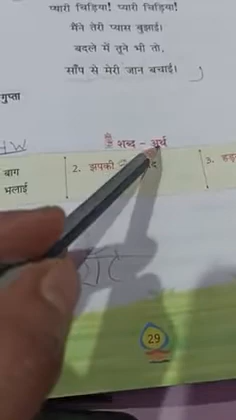 प्यारी चिड़िया! प्यारी चिड़िया!
मैंने तेरी प्यास बुझाई।
बदले में तूने भी तो,
साँप से मेरी जान बचाई।
गुप्ता
HW
शब्द - अर्थ
बाग
2. झपकी
3.
भलाई
29